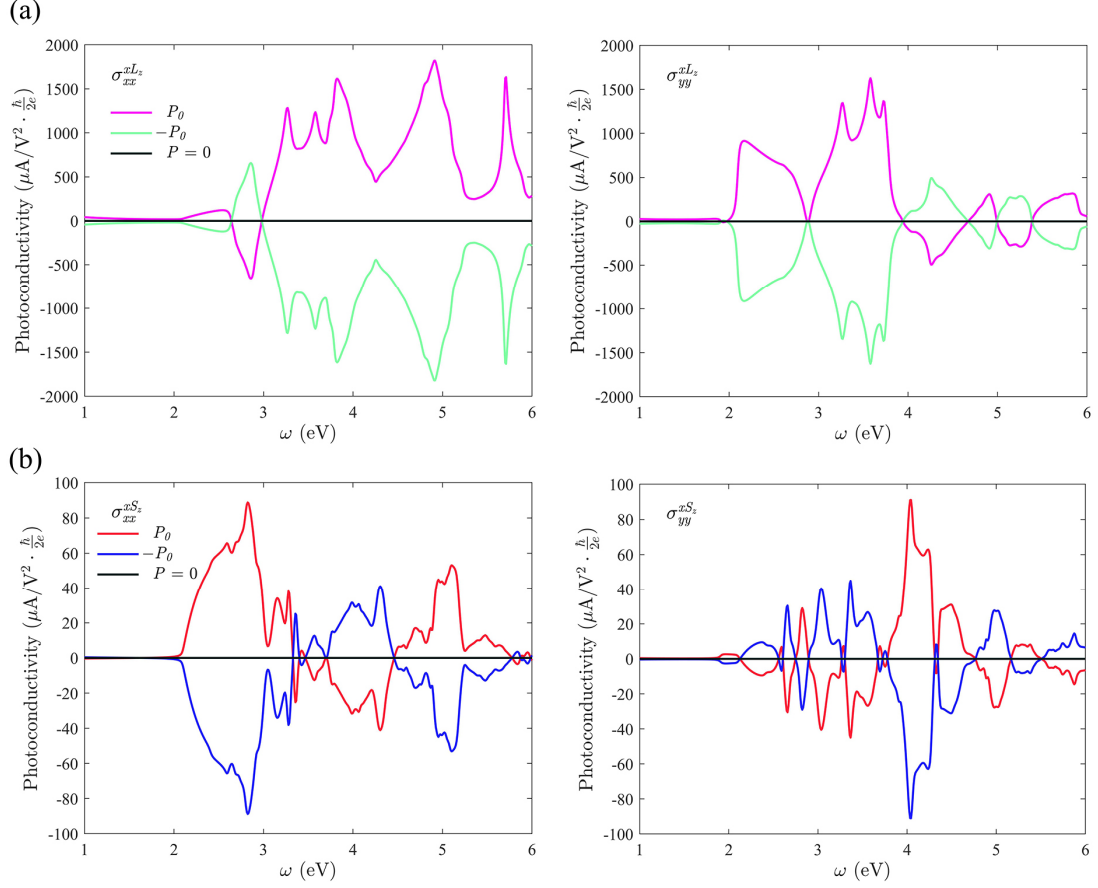 (a)
2000
1500
1000
500
0
-500
-1000
-1500
-2000
1 2 3 4 5 6
Photoconductivity (μA/V² · ħ/2e)
ω (eV)
σ_xx^{xL_z}
P₀
−P₀
P = 0
2000
1500
1000
500
0
-500
-1000
-1500
-2000
1 2 3 4 5 6
Photoconductivity (μA/V² · ħ/2e)
ω (eV)
σ_yy^{xL_z}
(b)
100
80
60
40
20
0
-20
-40
-60
-80
-100
1 2 3 4 5 6
Photoconductivity (μA/V² · ħ/2e)
ω (eV)
σ_xx^{xS_z}
P₀
−P₀
P = 0
100
80
60
40
20
0
-20
-40
-60
-80
-100
1 2 3 4 5 6
Photoconductivity (μA/V² · ħ/2e)
ω (eV)
σ_yy^{xS_z}